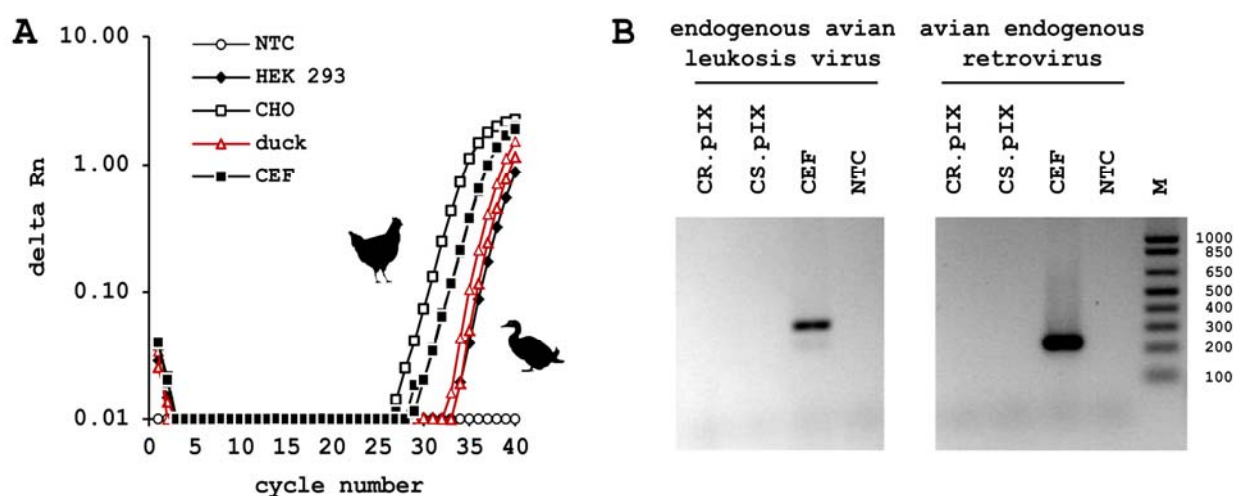 A
10.00
1.00
0.10
0.01
delta Rn
NTC
HEK 293
CHO
duck
CEF
0 5 10 15 20 25 30 35 40
cycle number
B
endogenous avian
leukosis virus
avian endogenous
retrovirus
CR.pIX
CS.pIX
CEF
NTC
CR.pIX
CS.pIX
CEF
NTC
M
1000
850
650
500
400
300
200
100